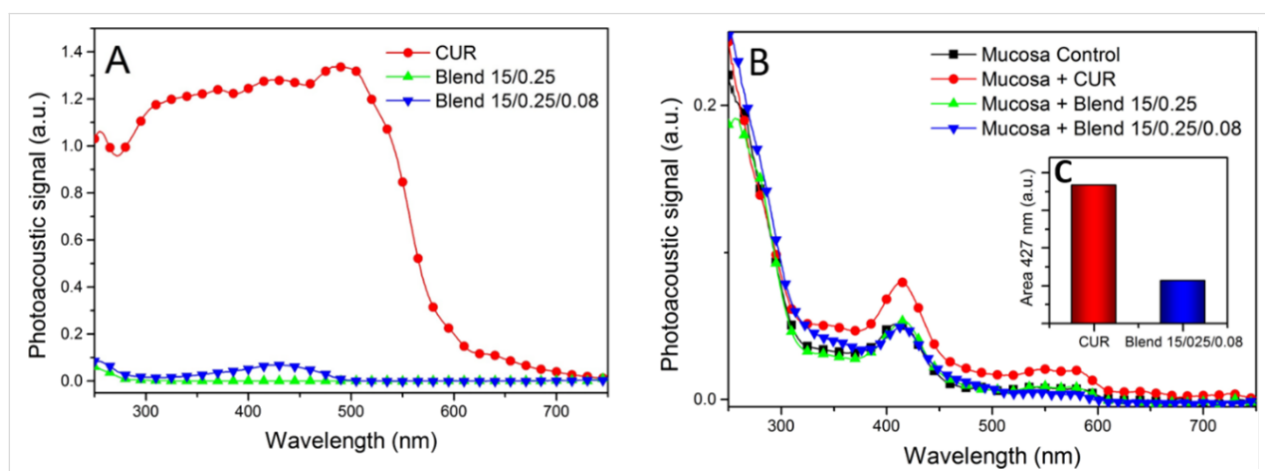 A
CUR
Blend 15/0.25
Blend 15/0.25/0.08
Photoacoustic signal (a.u.)
1.4
1.2
1.0
0.8
0.6
0.4
0.2
0.0
300 400 500 600 700
Wavelength (nm)
B
Mucosa Control
Mucosa + CUR
Mucosa + Blend 15/0.25
Mucosa + Blend 15/0.25/0.08
Photoacoustic signal (a.u.)
0.2
0.0
300 400 500 600 700
Wavelength (nm)
C
Area 427 nm (a.u.)
CUR Blend 15/025/0.08